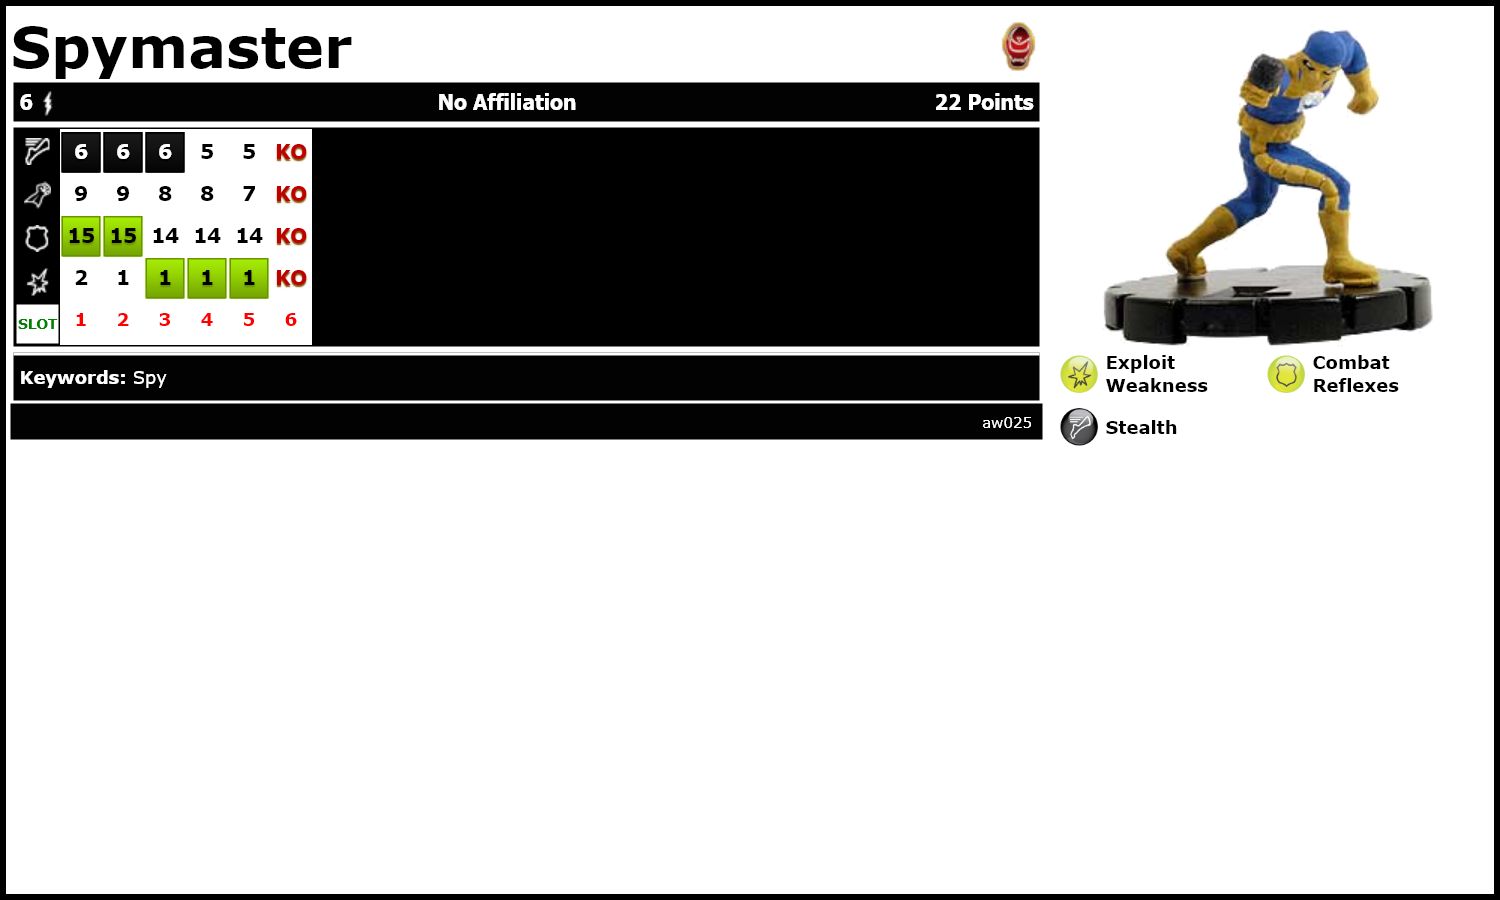 Spymaster
6 No Affiliation 22 Points
6 6 6 5 5 KO
9 9 8 8 7 KO
15 15 14 14 14 KO
2 1 1 1 1 KO
SLOT 1 2 3 4 5 6
Keywords: Spy
aw025
Exploit
Weakness
Combat
Reflexes
Stealth